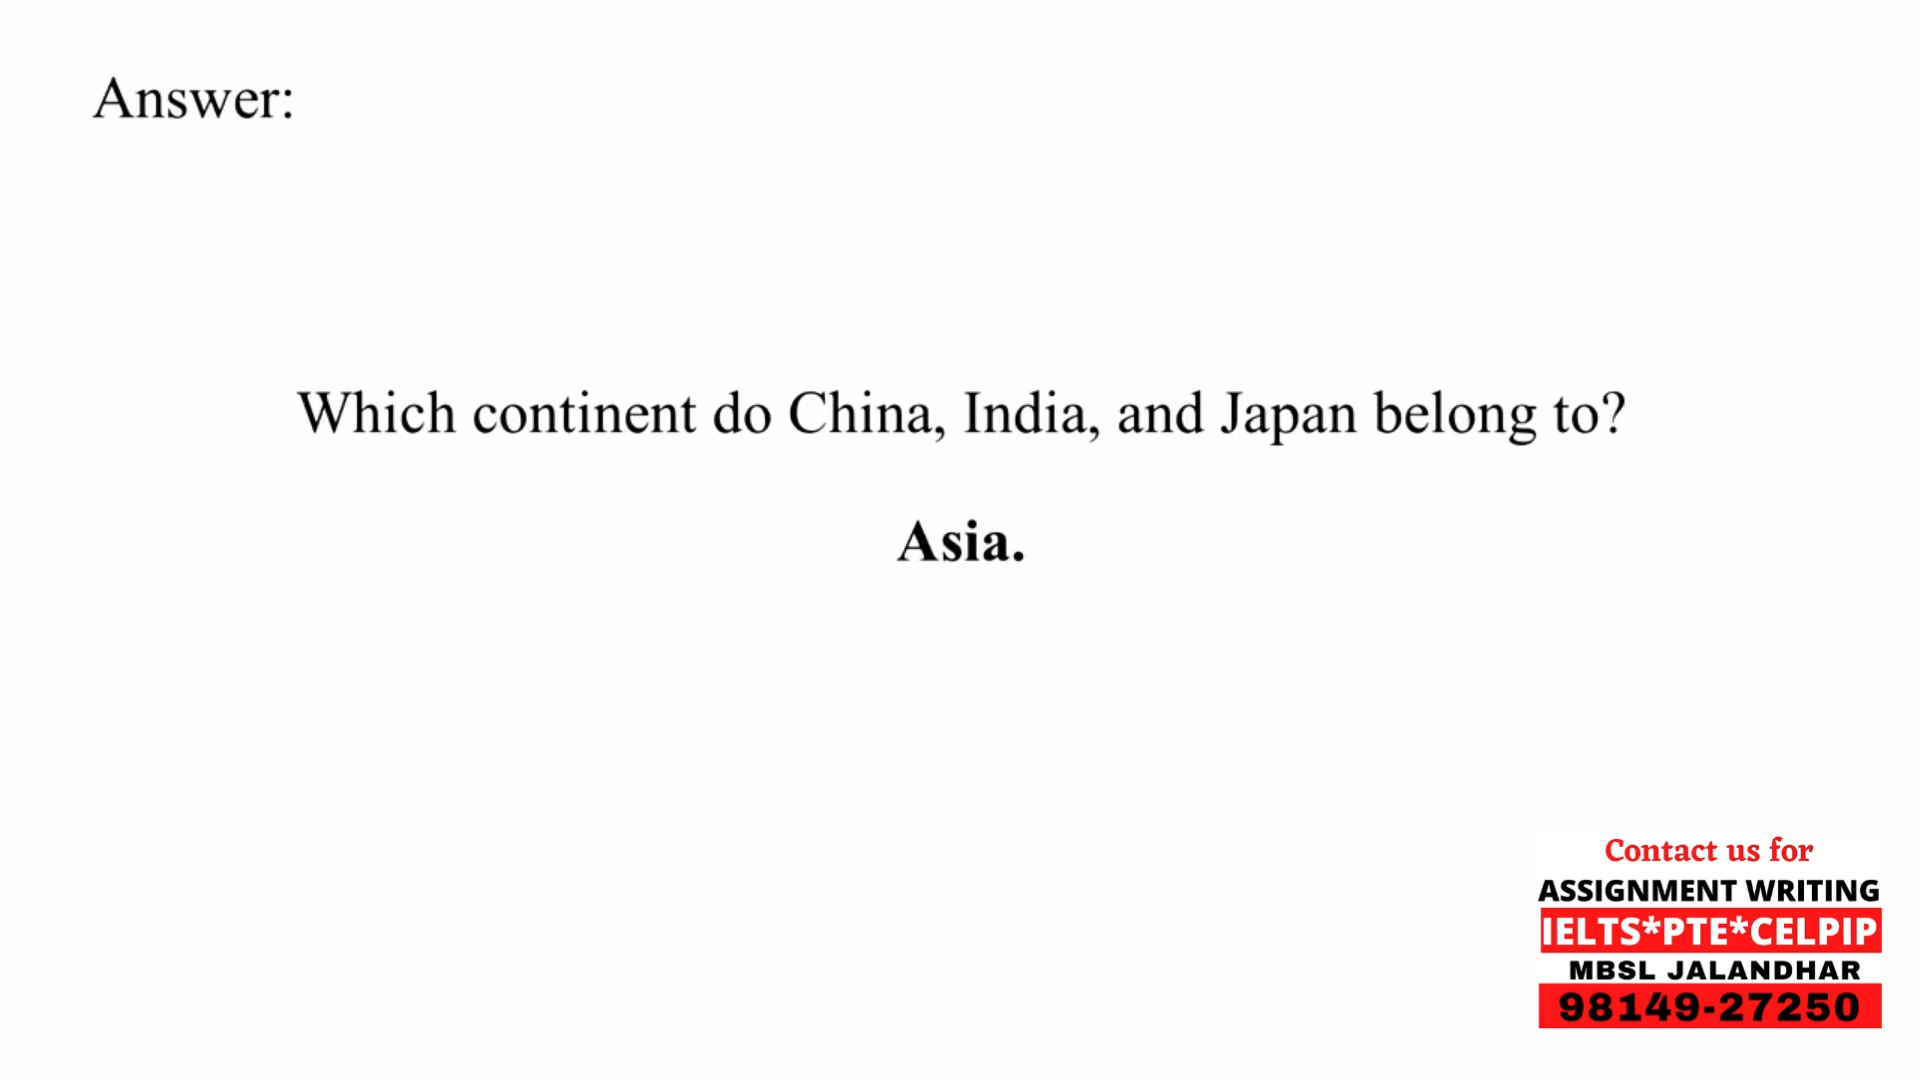 Answer:
Which continent do China, India, and Japan belong to?
Asia.
Contact us for
ASSIGNMENT WRITING
IELTS*PTE*CELPIP
MBSL JALANDHAR
98149-27250